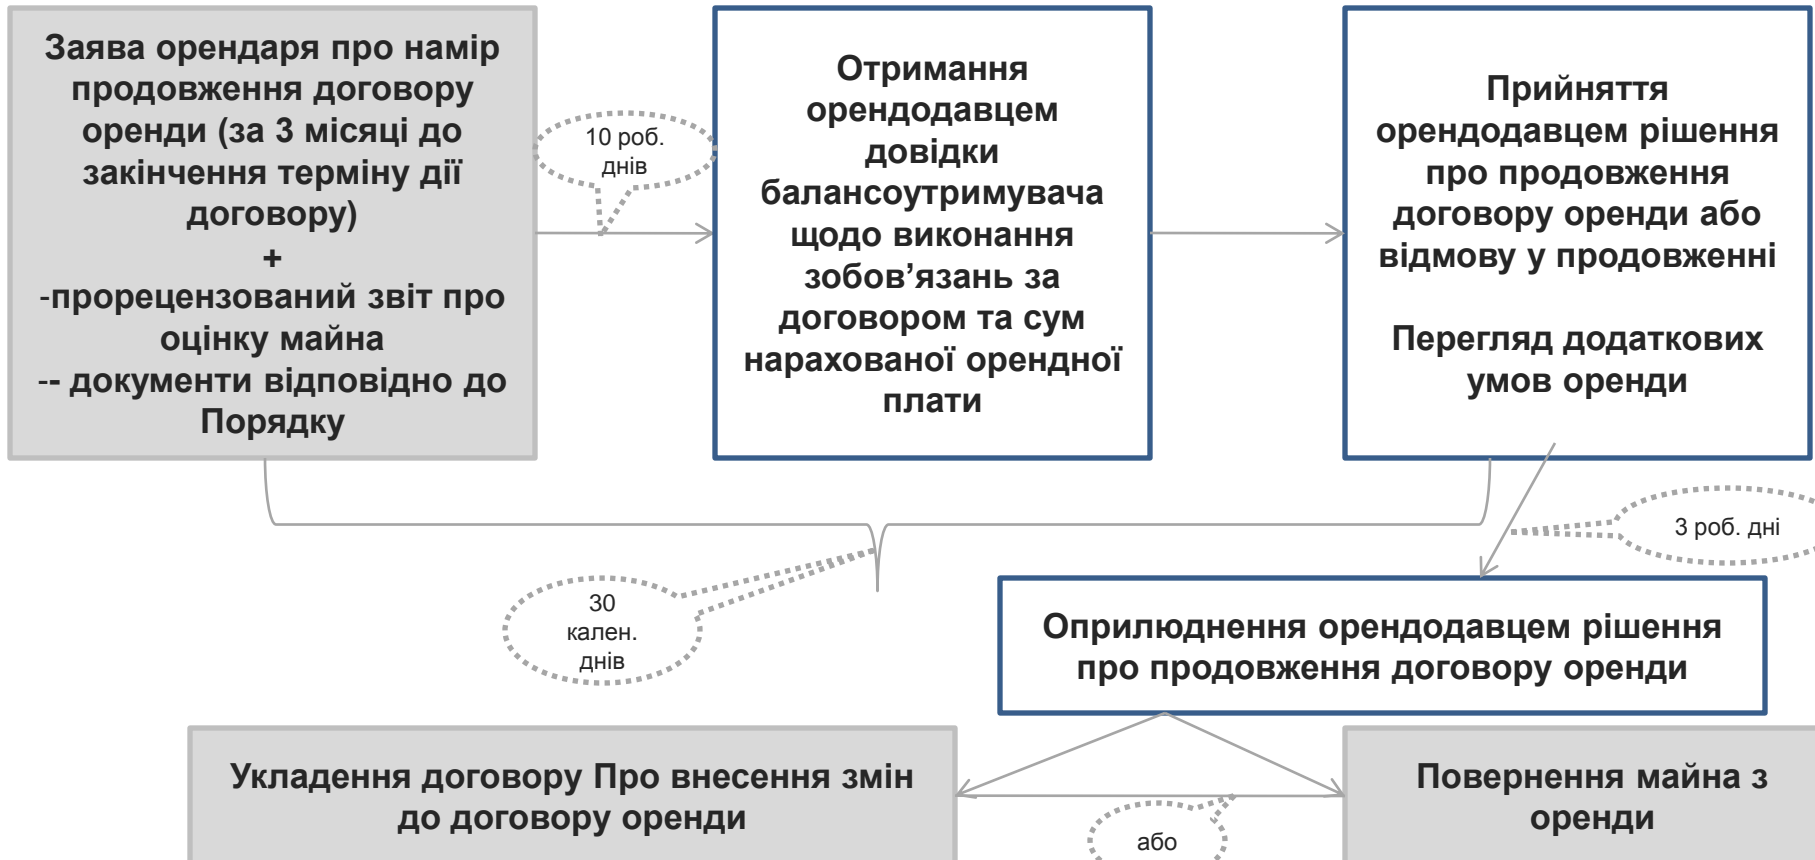 Заява орендаря про намір
продовження договору
оренди (за 3 місяці до
закінчення терміну дії
договору)
+
-прорецензований звіт про
оцінку майна
-- документи відповідно до
Порядку
10 роб.
днів
Отримання
орендодавцем
довідки
балансоутримувача
щодо виконання
зобов’язань за
договором та сум
нарахованої орендної
плати
Прийняття
орендодавцем рішення
про продовження
договору оренди або
відмову у продовженні
Перегляд додаткових
умов оренди
3 роб. дні
30
кален.
днів
Оприлюднення орендодавцем рішення
про продовження договору оренди
Укладення договору Про внесення змін
до договору оренди
або
Повернення майна з
оренди